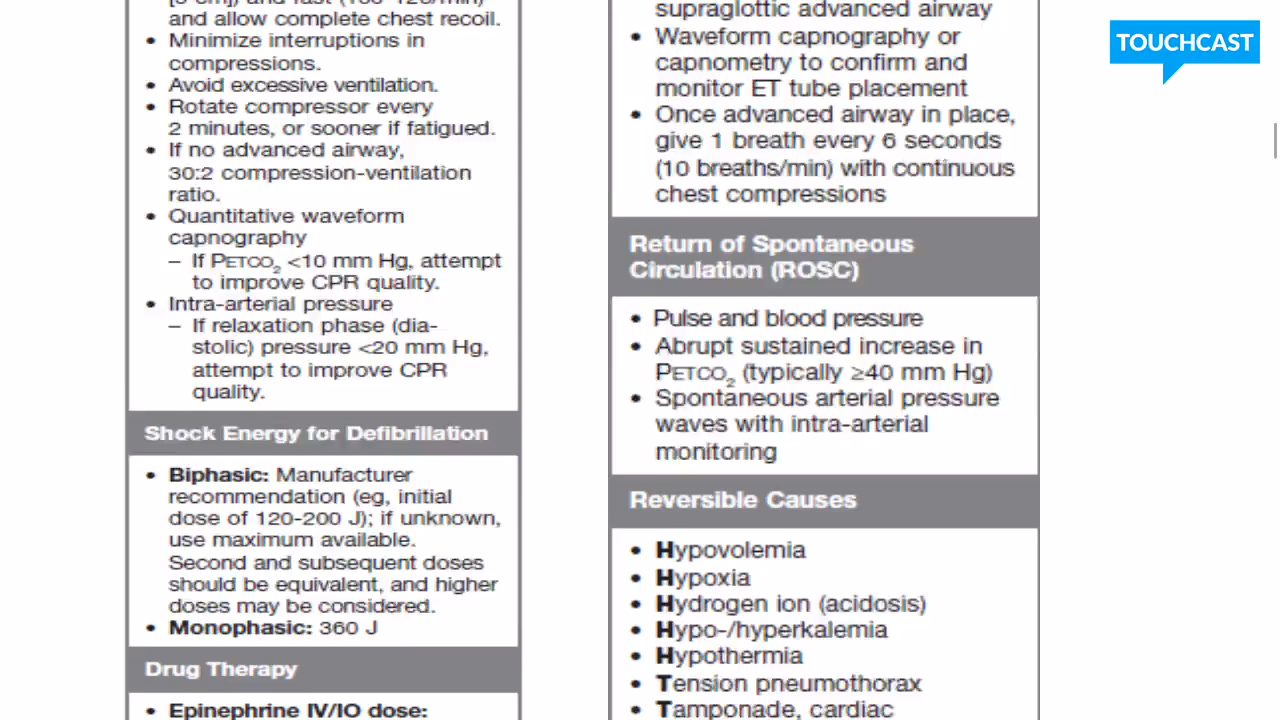 [5 cm]) and fast (100-120/min)
and allow complete chest recoil.
• Minimize interruptions in
compressions.
• Avoid excessive ventilation.
• Rotate compressor every
2 minutes, or sooner if fatigued.
• If no advanced airway,
30:2 compression-ventilation
ratio.
• Quantitative waveform
capnography
– If PETCO2 <10 mm Hg, attempt
to improve CPR quality.
• Intra-arterial pressure
– If relaxation phase (dia-
stolic) pressure <20 mm Hg,
attempt to improve CPR
quality.
Shock Energy for Defibrillation
• Biphasic: Manufacturer
recommendation (eg, initial
dose of 120-200 J); if unknown,
use maximum available.
Second and subsequent doses
should be equivalent, and higher
doses may be considered.
• Monophasic: 360 J
Drug Therapy
• Epinephrine IV/IO dose:
supraglottic advanced airway
• Waveform capnography or
capnometry to confirm and
monitor ET tube placement
• Once advanced airway in place,
give 1 breath every 6 seconds
(10 breaths/min) with continuous
chest compressions
Return of Spontaneous
Circulation (ROSC)
• Pulse and blood pressure
• Abrupt sustained increase in
PETCO2 (typically ≥40 mm Hg)
• Spontaneous arterial pressure
waves with intra-arterial
monitoring
Reversible Causes
• Hypovolemia
• Hypoxia
• Hydrogen ion (acidosis)
• Hypo-/hyperkalemia
• Hypothermia
• Tension pneumothorax
• Tamponade, cardiac
TOUCHCAST